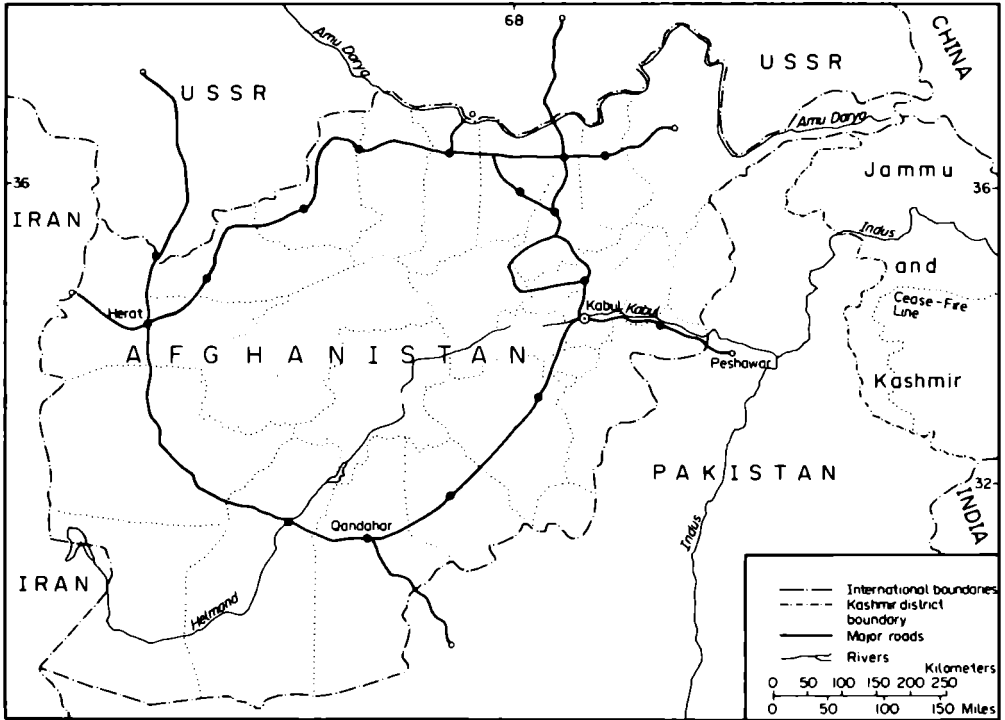 68
CHINA
Amu Darya
USSR
USSR
Amu Darya
36
Jammu
36
IRAN
Indus
and
Cease-Fire
Line
Herat
Kabul
Kabul
AFGHANISTAN
Peshawar
Kashmir
PAKISTAN
32
INDIA
Qandahar
Indus
IRAN
Helmand
International boundaries
Kashmir district
boundary
Major roads
Rivers
Kilometers
0 50 100 150 200 250
0 50 100 150 Miles